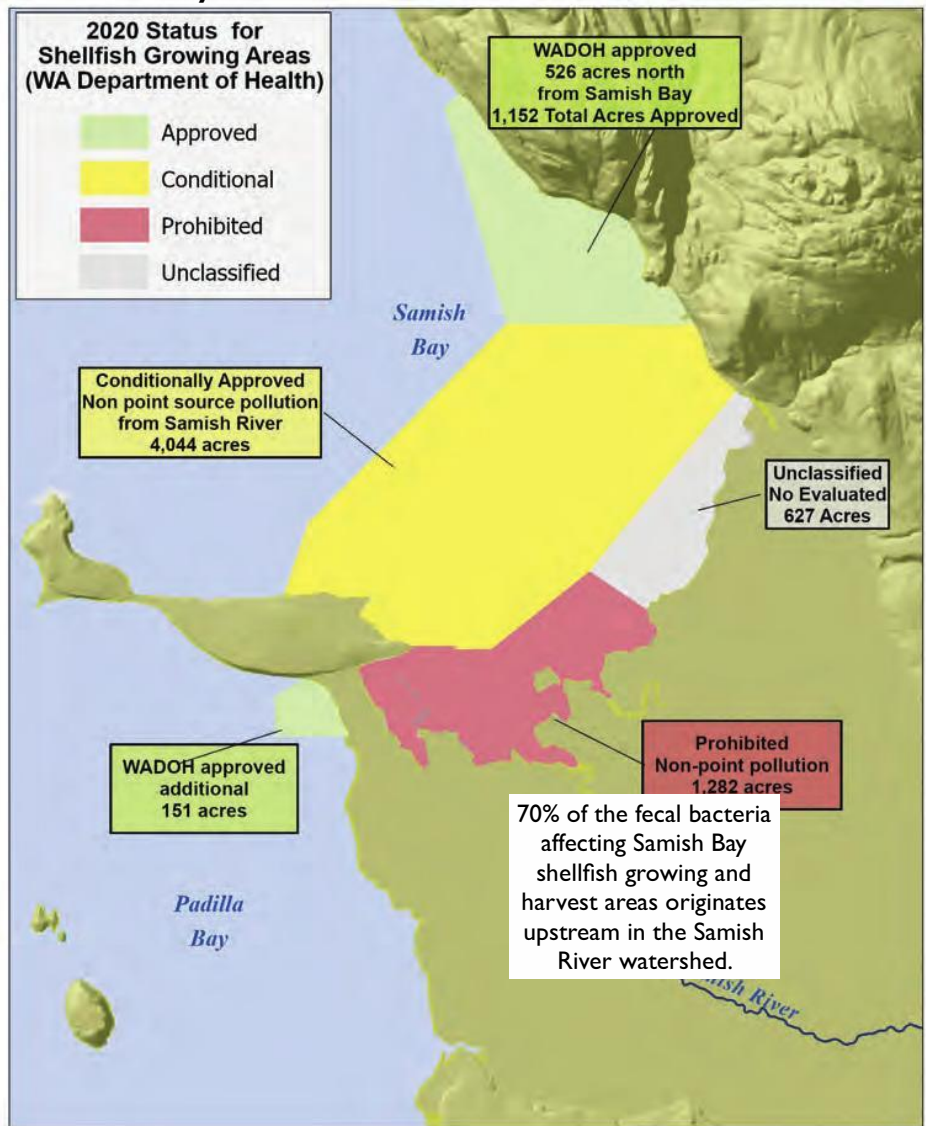 2020 Status for
Shellfish Growing Areas
(WA Department of Health)
Approved
Conditional
Prohibited
Unclassified
WADOH approved
526 acres north
from Samish Bay
1,152 Total Acres Approved
Samish
Bay
Conditionally Approved
Non point source pollution
from Samish River
4,044 acres
Unclassified
No Evaluated
627 Acres
WADOH approved
additional
151 acres
Prohibited
Non-point pollution
1,282 acres
70% of the fecal bacteria
affecting Samish Bay
shellfish growing and
harvest areas originates
upstream in the Samish
River watershed.
Padilla
Bay
River